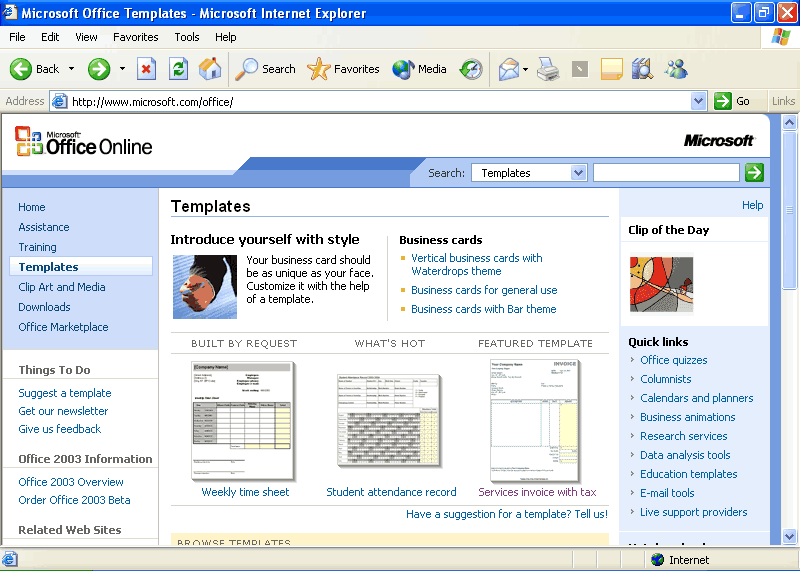 Microsoft Office Templates - Microsoft Internet Explorer
File Edit View Favorites Tools Help
Back Search Favorites Media
Address http://www.microsoft.com/office/ Go Links
Microsoft
Office Online
Microsoft
Search: Templates
Home
Assistance
Training
Templates
Clip Art and Media
Downloads
Office Marketplace
Things To Do
Suggest a template
Get our newsletter
Give us feedback
Office 2003 Information
Office 2003 Overview
Order Office 2003 Beta
Related Web Sites
Templates
Introduce yourself with style
Your business card should
be as unique as your face.
Customize it with the help
of a template.
Business cards
Vertical business cards with
Waterdrops theme
Business cards for general use
Business cards with Bar theme
BUILT BY REQUEST
WHAT'S HOT
FEATURED TEMPLATE
[Company Name]
INVOICE
Weekly time sheet
Student attendance record
Services invoice with tax
Have a suggestion for a template? Tell us!
BROWSE TEMPLATES
Help
Clip of the Day
Quick links
Office quizzes
Columnists
Calendars and planners
Business animations
Research services
Data analysis tools
Education templates
E-mail tools
Live support providers
Internet